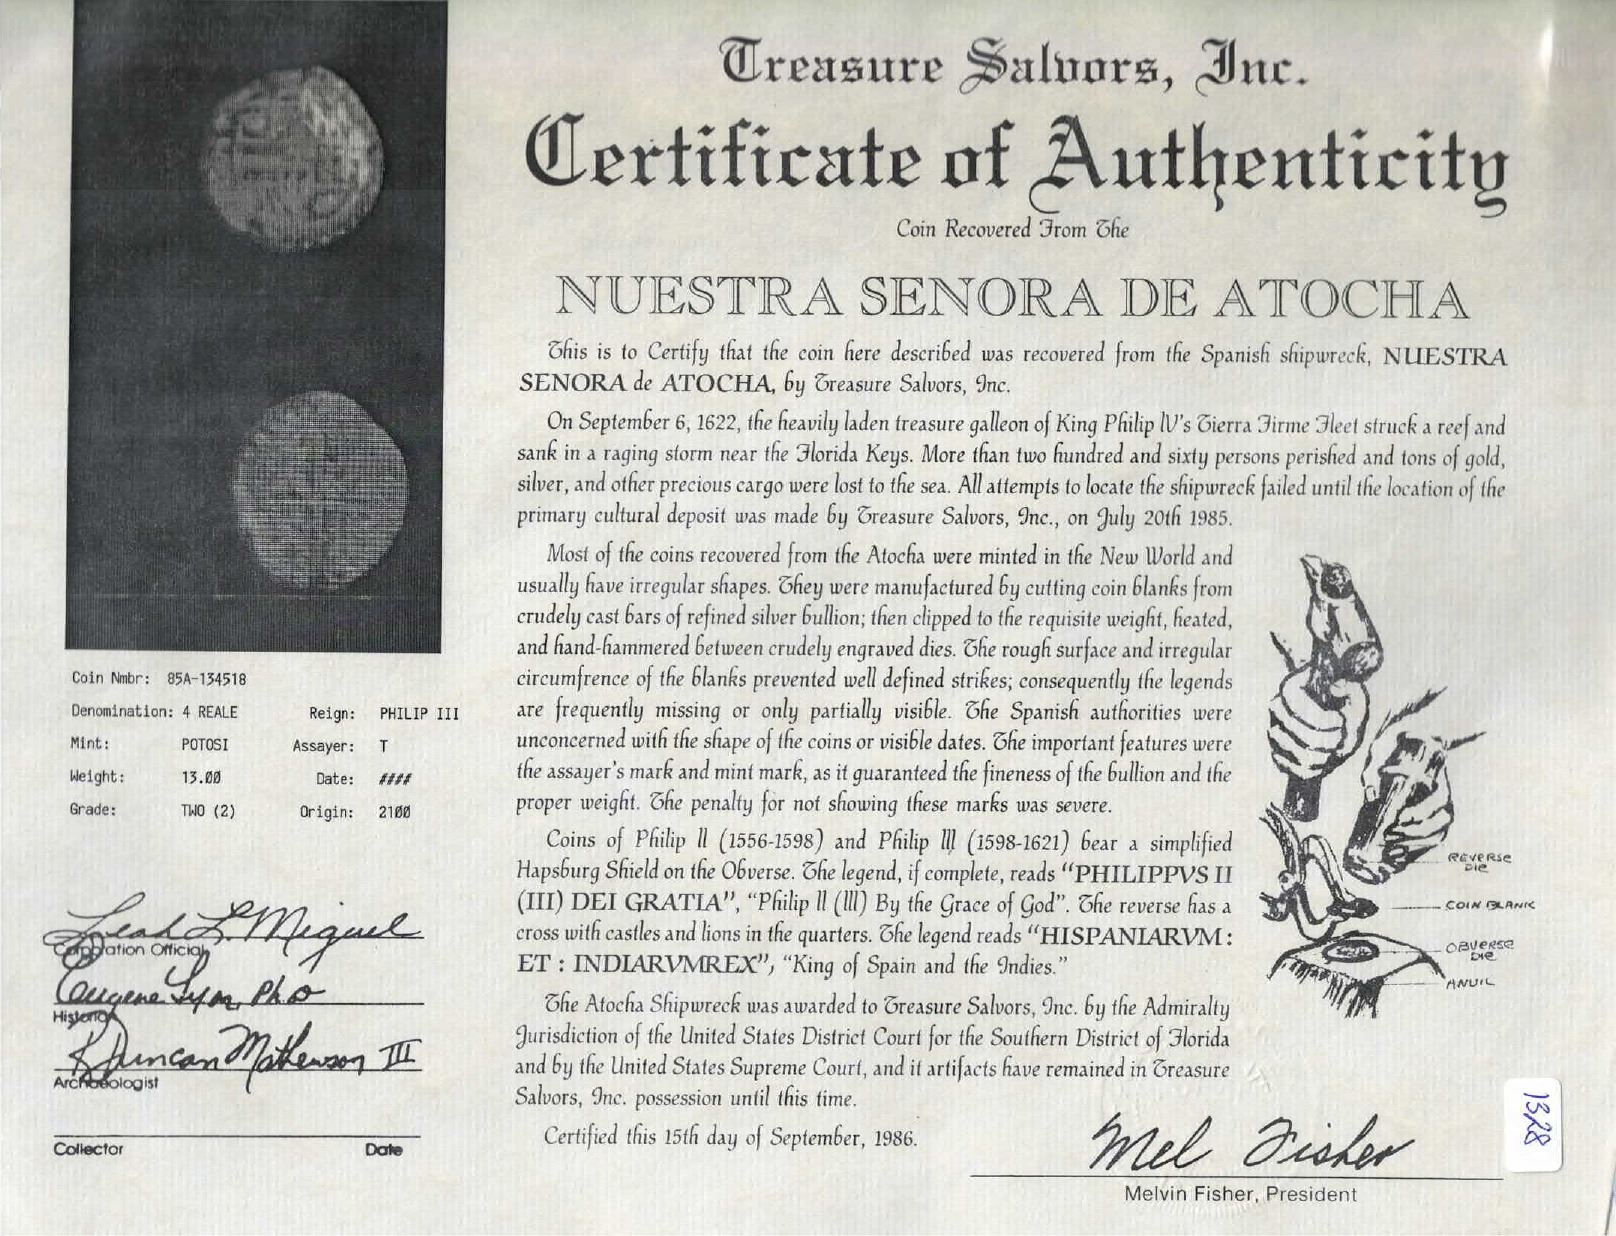 Treasure Salvors, Inc.
Certificate of Authenticity
Coin Recovered From The
NUESTRA SENORA DE ATOCHA
This is to Certify that the coin here described was recovered from the Spanish shipwreck, NUESTRA
SENORA de ATOCHA, by Treasure Salvors, Inc.
On September 6, 1622, the heavily laden treasure galleon of King Philip IV's Tierra Firme Fleet struck a reef and
sank in a raging storm near the Florida Keys. More than two hundred and sixty persons perished and tons of gold,
silver, and other precious cargo were lost to the sea. All attempts to locate the shipwreck failed until the location of the
primary cultural deposit was made by Treasure Salvors, Inc., on July 20th 1985.
Most of the coins recovered from the Atocha were minted in the New World and
usually have irregular shapes. They were manufactured by cutting coin blanks from
crudely cast bars of refined silver bullion; then clipped to the requisite weight, heated,
and hand-hammered between crudely engraved dies. The rough surface and irregular
circumfrence of the blanks prevented well defined strikes; consequently the legends
are frequently missing or only partially visible. The Spanish authorities were
unconcerned with the shape of the coins or visible dates. The important features were
the assayer's mark and mint mark, as it guaranteed the fineness of the bullion and the
proper weight. The penalty for not showing these marks was severe.
Coins of Philip II (1556-1598) and Philip III (1598-1621) bear a simplified
Hapsburg Shield on the Obverse. The legend, if complete, reads "PHILIPPVS II
(III) DEI GRATIA", "Philip II (III) By the Grace of God". The reverse has a
cross with castles and lions in the quarters. The legend reads "HISPANIARVM :
ET : INDIARVMREX", "King of Spain and the Indies."
The Atocha Shipwreck was awarded to Treasure Salvors, Inc. by the Admiralty
Jurisdiction of the United States District Court for the Southern District of Florida
and by the United States Supreme Court, and it artifacts have remained in Treasure
Salvors, Inc. possession until this time.
Certified this 15th day of September, 1986.
REVERSE
DIE
COIN BLANK
OBVERSE
DIE
ANVIL
Mel Fisher
Melvin Fisher, President
1328
Coin Nmbr: 85A-134518
Denomination: 4 REALE Reign: PHILIP III
Mint: POTOSI Assayer: T
Weight: 13.00 Date: ####
Grade: TWO (2) Origin: 2100
Leah L. Miguel
Corporation Official
Eugene Lyon, PhD
Historian
R Duncan Mathewson III
Archaeologist
Collector Date